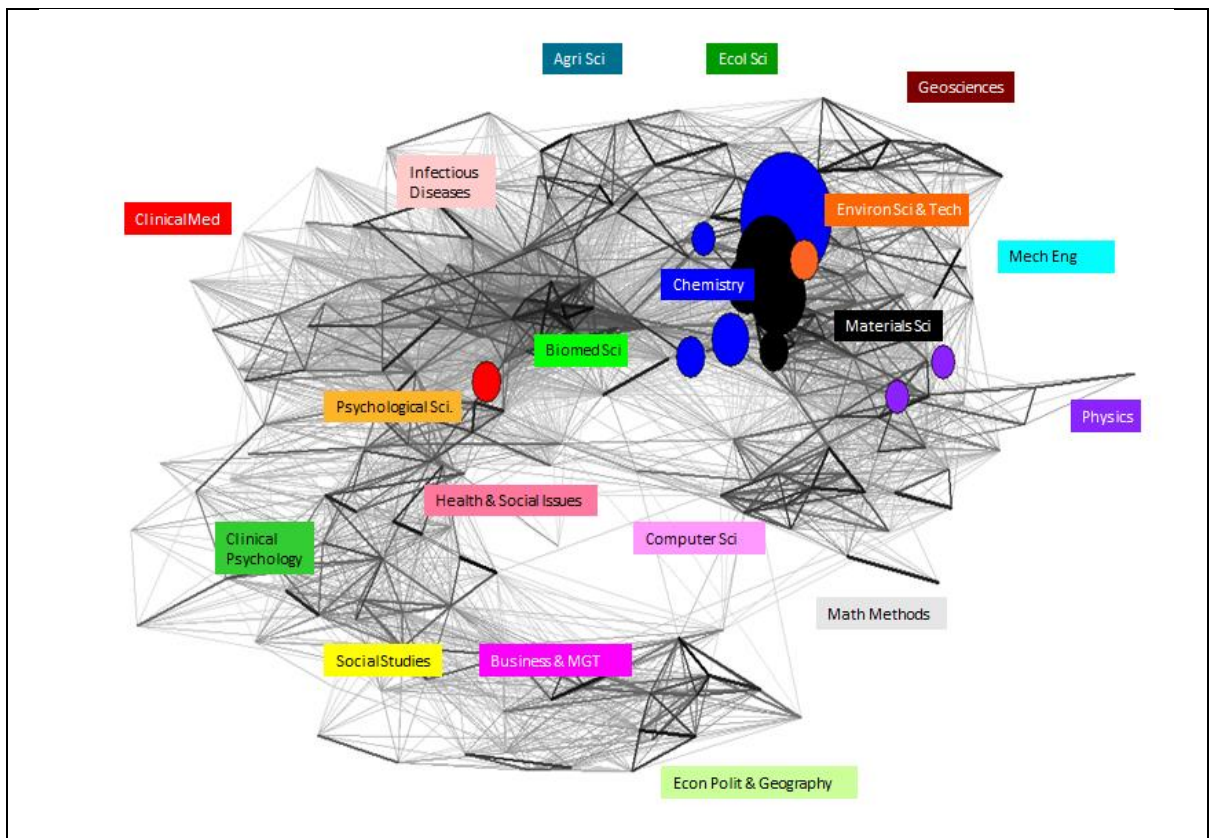 Agri Sci
Ecol Sci
Geosciences
Infectious
Diseases
ClinicalMed
Environ Sci & Tech
Mech Eng
Chemistry
Materials Sci
Biomed Sci
Psychological Sci.
Physics
Health & Social Issues
Clinical
Psychology
Computer Sci
Math Methods
Social Studies
Business & MGT
Econ Polit & Geography